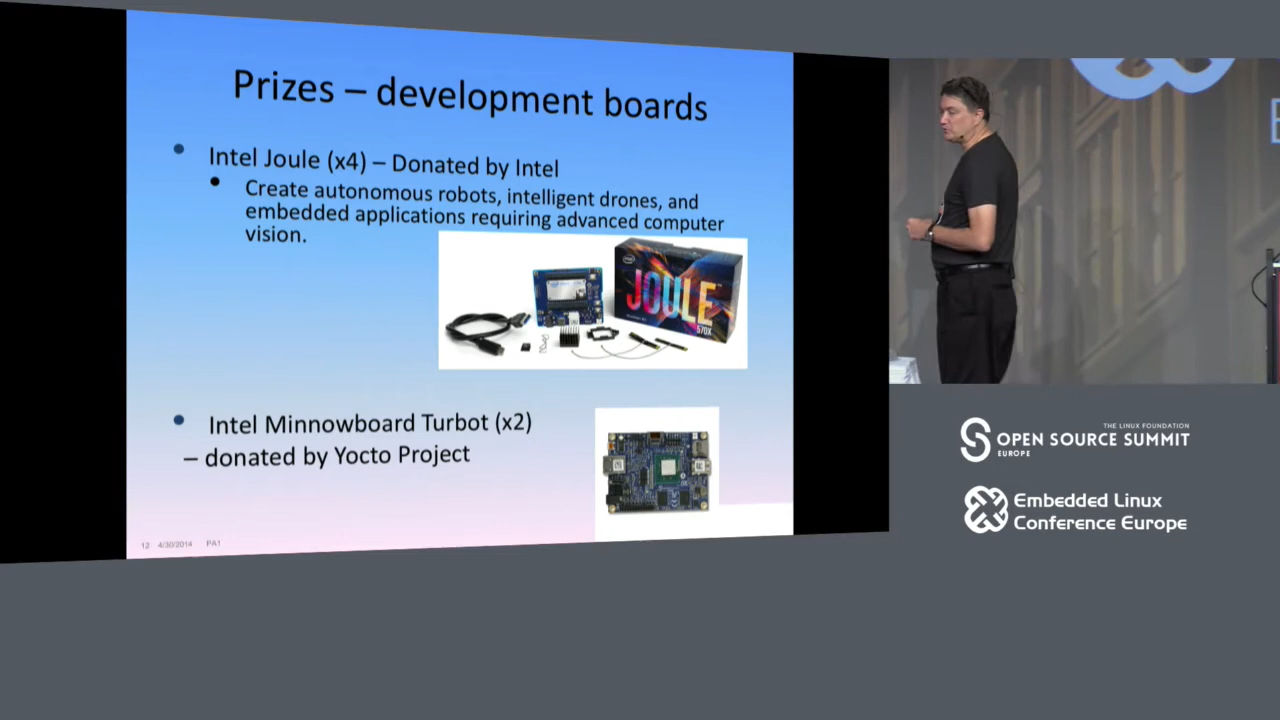 Prizes – development boards
Intel Joule (x4) – Donated by Intel
Create autonomous robots, intelligent drones, and
embedded applications requiring advanced computer
vision.
JOULE
570X
Intel Minnowboard Turbot (x2)
– donated by Yocto Project
12 4/30/2014 PA1
THE LINUX FOUNDATION
OPEN SOURCE SUMMIT
EUROPE
Embedded Linux
Conference Europe